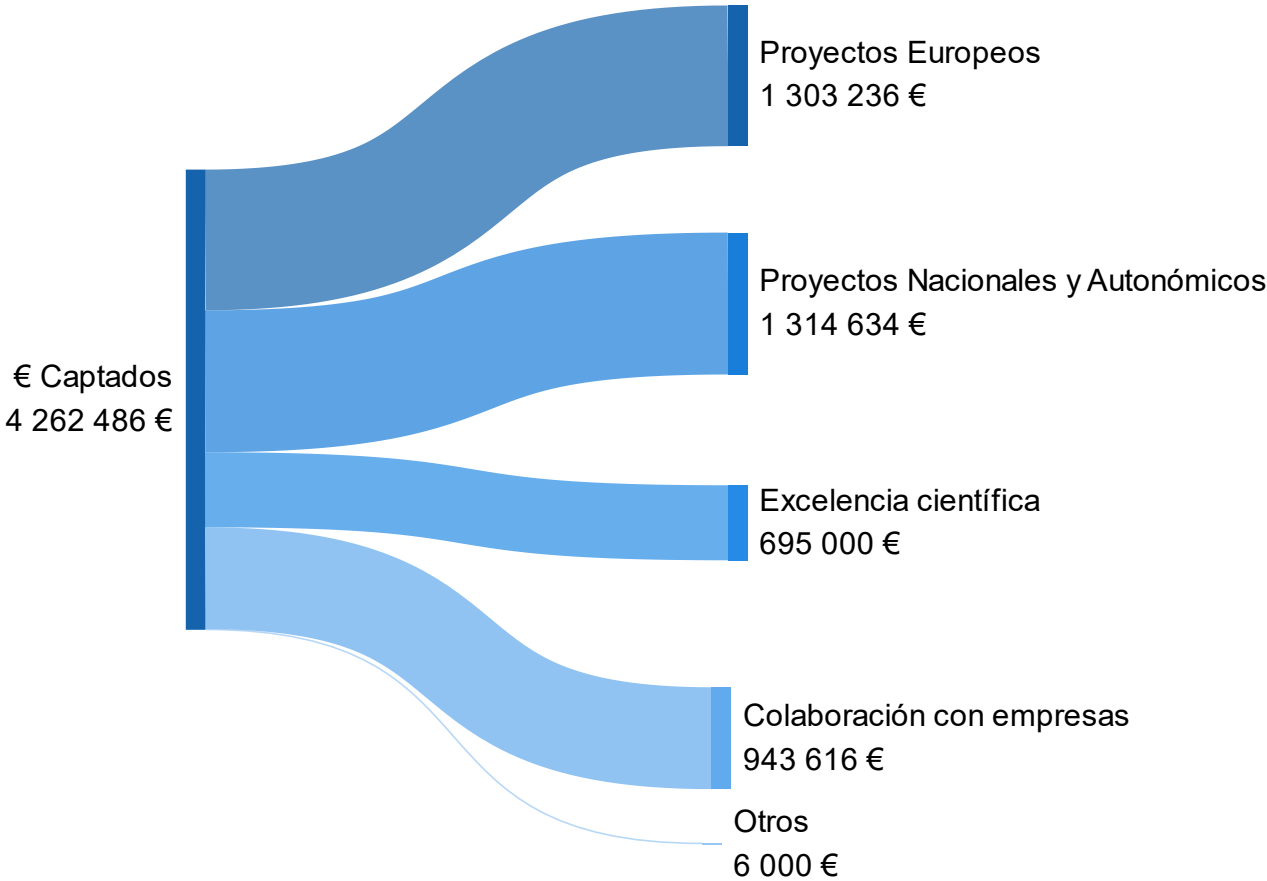 Proyectos Europeos
1 303 236 €
Proyectos Nacionales y Autonómicos
1 314 634 €
€ Captados
4 262 486 €
Excelencia científica
695 000 €
Colaboración con empresas
943 616 €
Otros
6 000 €